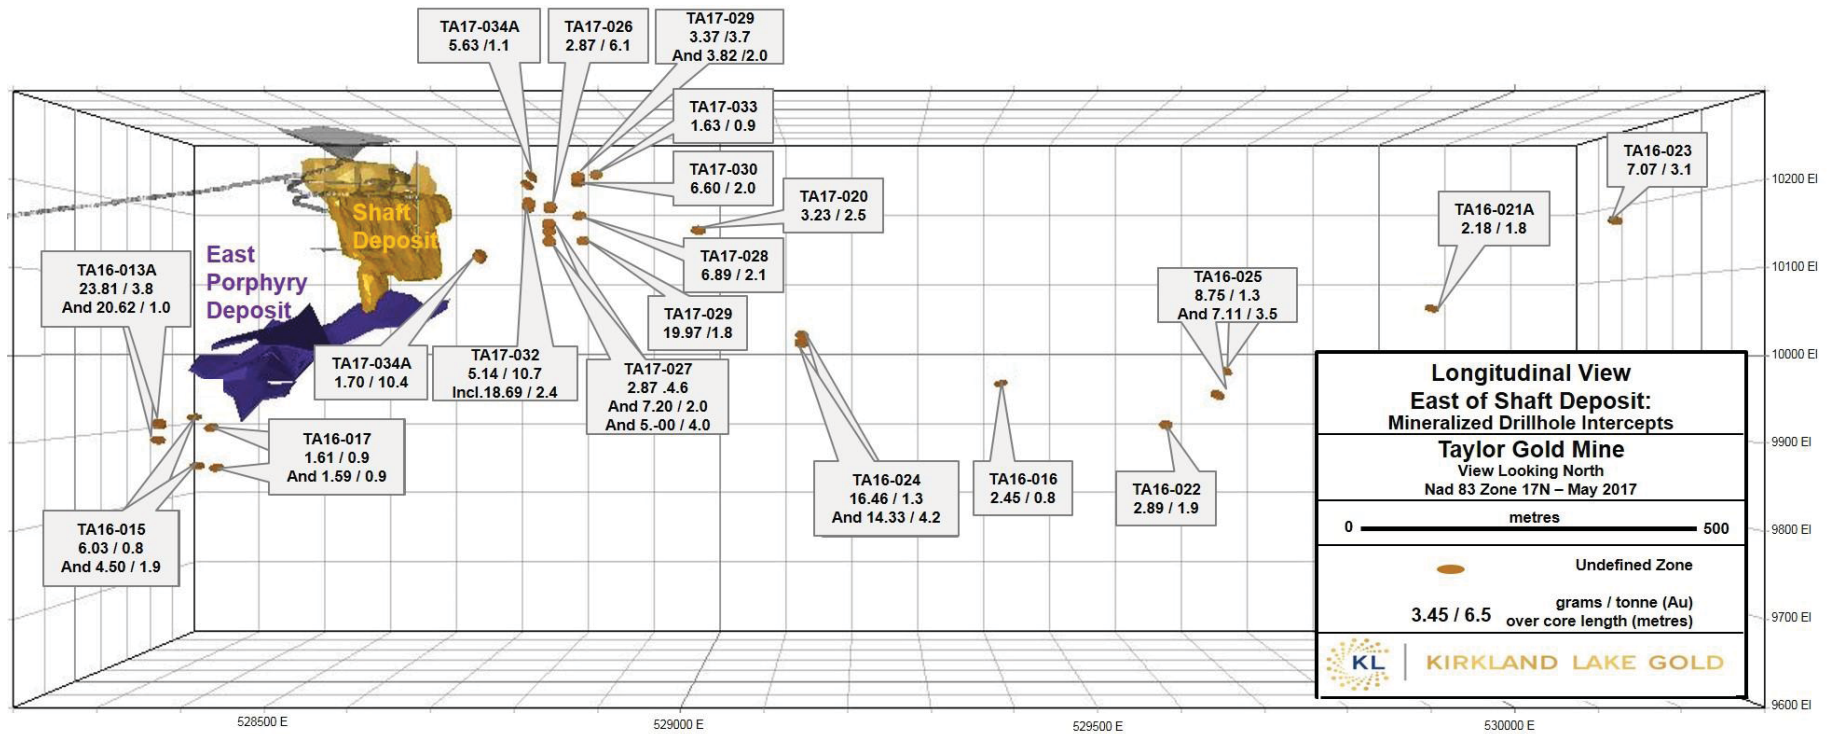 TA17-034A
5.63 /1.1
TA17-026
2.87 / 6.1
TA17-029
3.37 /3.7
And 3.82 /2.0
TA17-033
1.63 / 0.9
TA17-030
6.60 / 2.0
TA17-020
3.23 / 2.5
TA17-028
6.89 / 2.1
TA17-029
19.97 /1.8
TA16-023
7.07 / 3.1
TA16-021A
2.18 / 1.8
TA16-025
8.75 / 1.3
And 7.11 / 3.5
Shaft
Deposit
East
Porphyry
Deposit
TA16-013A
23.81 / 3.8
And 20.62 / 1.0
TA17-034A
1.70 / 10.4
TA17-032
5.14 / 10.7
Incl.18.69 / 2.4
TA17-027
2.87 .4.6
And 7.20 / 2.0
And 5.-00 / 4.0
TA16-017
1.61 / 0.9
And 1.59 / 0.9
TA16-015
6.03 / 0.8
And 4.50 / 1.9
TA16-024
16.46 / 1.3
And 14.33 / 4.2
TA16-016
2.45 / 0.8
TA16-022
2.89 / 1.9
10200 El
10100 El
10000 El
9900 El
9800 El
9700 El
9600 El
528500 E
529000 E
529500 E
530000 E
Longitudinal View
East of Shaft Deposit:
Mineralized Drillhole Intercepts
Taylor Gold Mine
View Looking North
Nad 83 Zone 17N – May 2017
metres
0 500
Undefined Zone
3.45 / 6.5
grams / tonne (Au)
over core length (metres)
KL
KIRKLAND LAKE GOLD